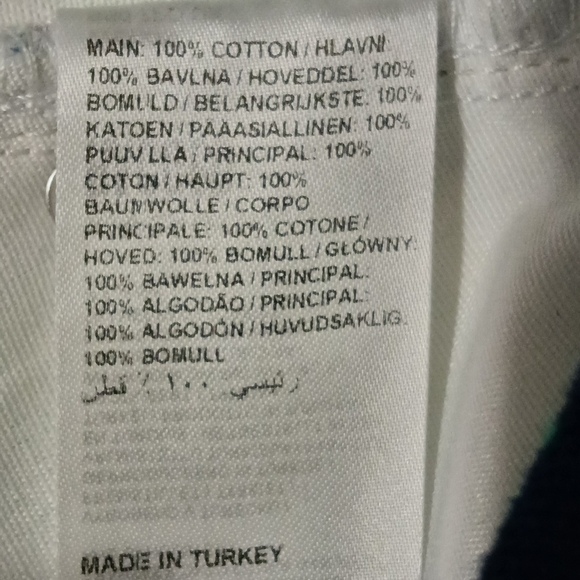 MAIN: 100% COTTON / HLAVNI:
100% BAVLNA / HOVEDDEL: 100%
BOMULD / BELANGRIJKSTE: 100%
KATOEN / PAAASIALLINEN: 100%
PUUVILLA / PRINCIPAL: 100%
COTON / HAUPT: 100%
BAUMWOLLE / CORPO
PRINCIPALE: 100% COTONE /
HOVED: 100% BOMULL / GŁÓWNY:
100% BAWEŁNA / PRINCIPAL:
100% ALGODÃO / PRINCIPAL:
100% ALGODÓN / HUVUDSAKLIG:
100% BOMULL
رئيسي ١٠٠٪ قطن
MADE IN TURKEY